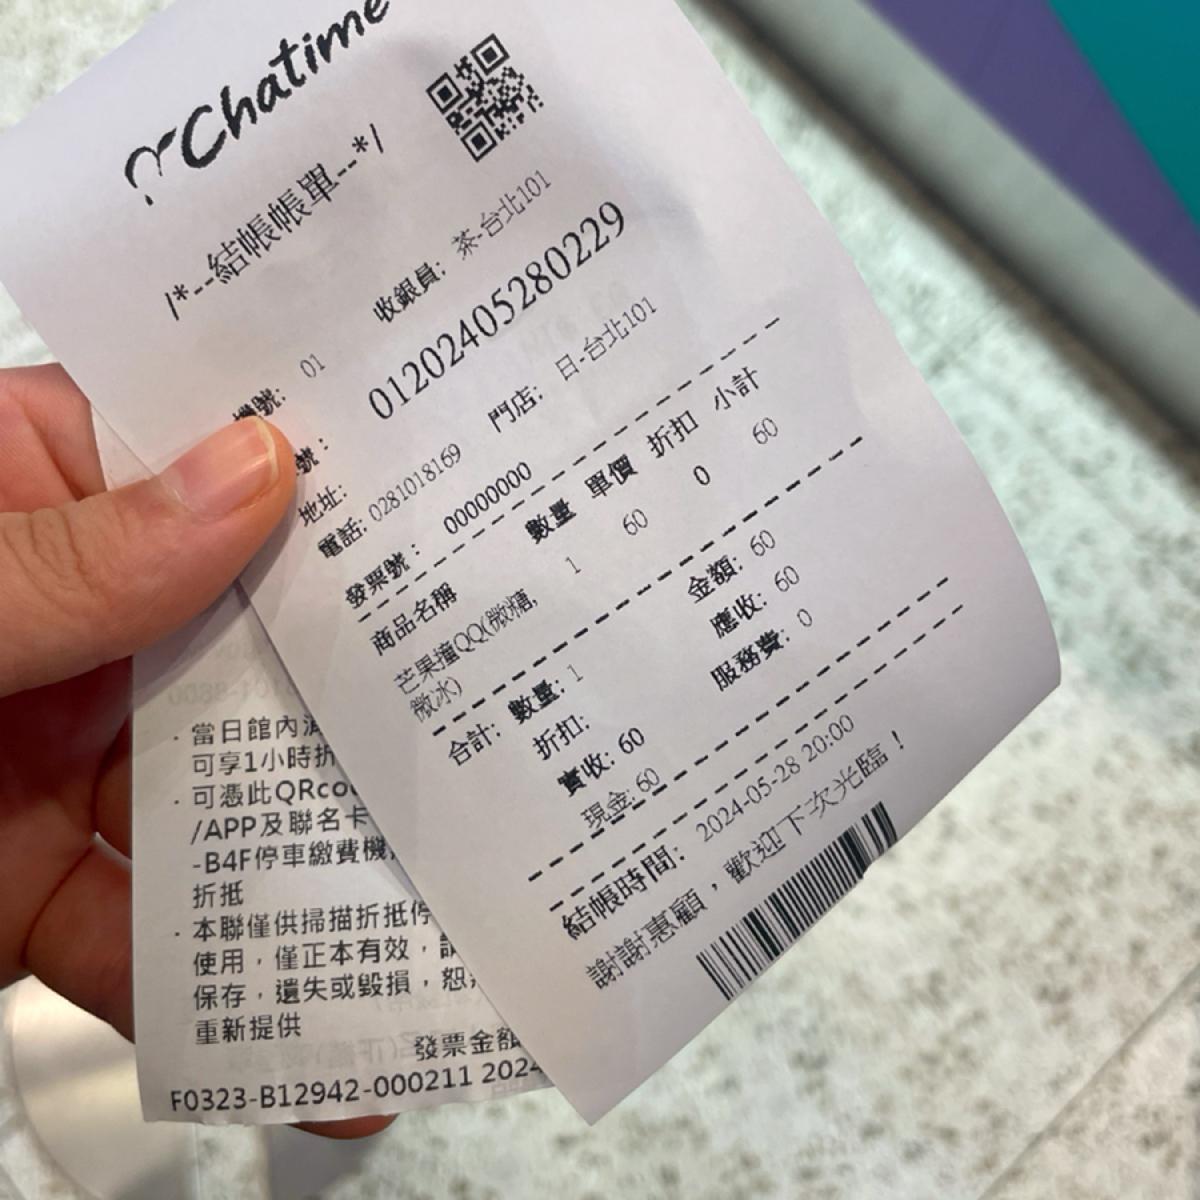 Chatime
/*--結帳帳單--*/
機號: 01 收銀員: 茶-台北101
號: 0120240528​0229
地址: 門店: 日-台北101
電話: 0281018169
發票號: 00000000
商品名稱 數量 單價 折扣 小計
芒果撞QQ(微糖, 1 60 0 60
微冰)
合計: 數量: 1 金額: 60
折扣: 應收: 60
實收: 60 服務費: 0
現金: 60
結帳時間: 2024-05-28 20:00
謝謝惠顧，歡迎下次光臨！
．當日館內消
可享1小時折
．可憑此QRco
/APP及聯名卡
-B4F停車繳費機
折抵
．本聯僅供掃描折抵停
使用，僅正本有效，
保存，遺失或毀損，恕
重新提供
發票金額
F0323-B12942-000211 2024